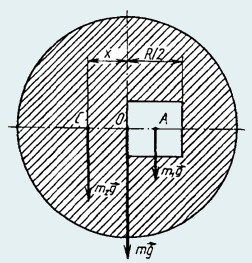 x R/2
C O A
m₂g⃗ m₁g⃗
mg⃗